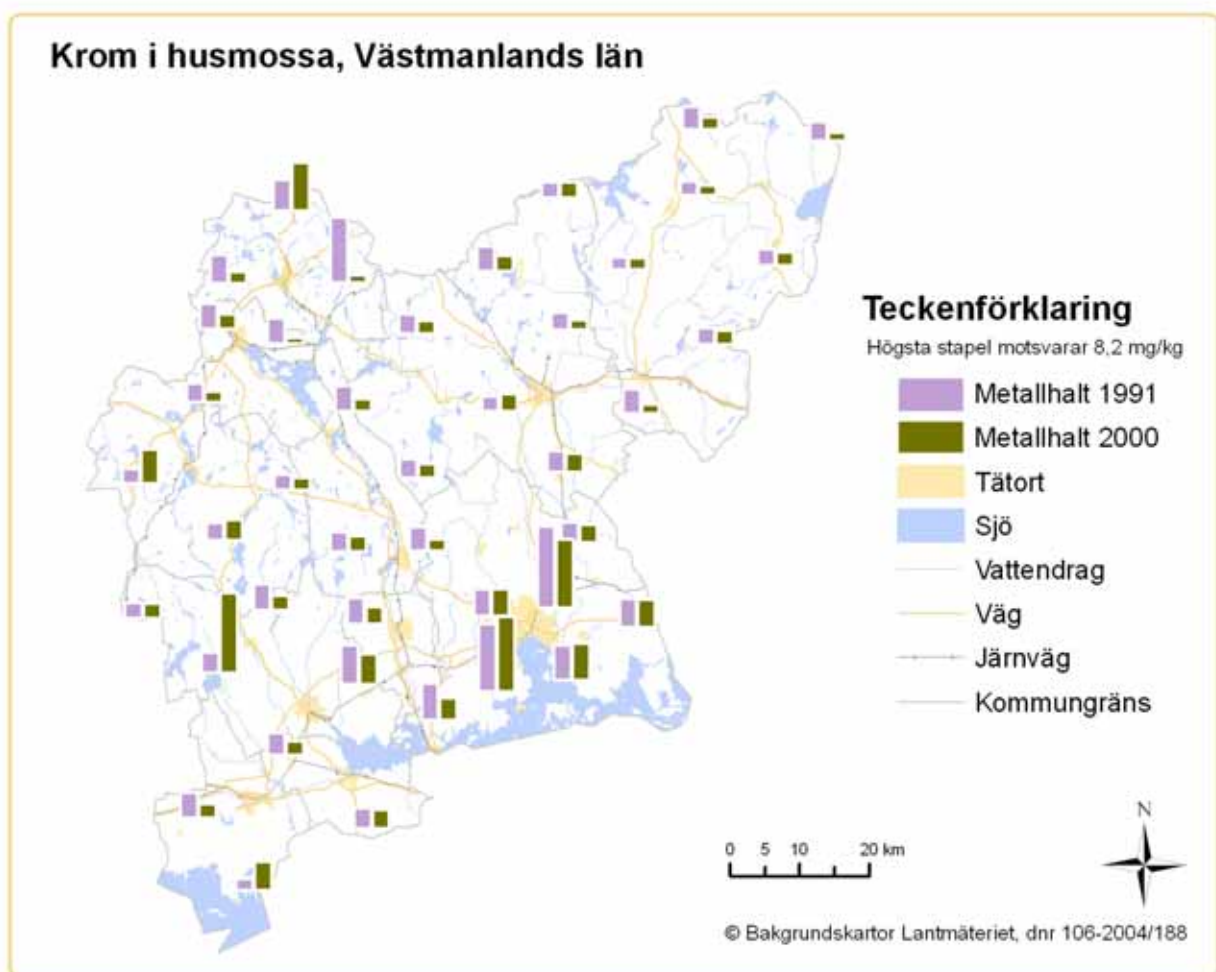 Krom i husmossa, Västmanlands län
Teckenförklaring
Högsta stapel motsvarar 8,2 mg/kg
Metallhalt 1991
Metallhalt 2000
Tätort
Sjö
Vattendrag
Väg
Järnväg
Kommungräns
N
0 5 10 20 km
© Bakgrundskartor Lantmäteriet, dnr 106-2004/188